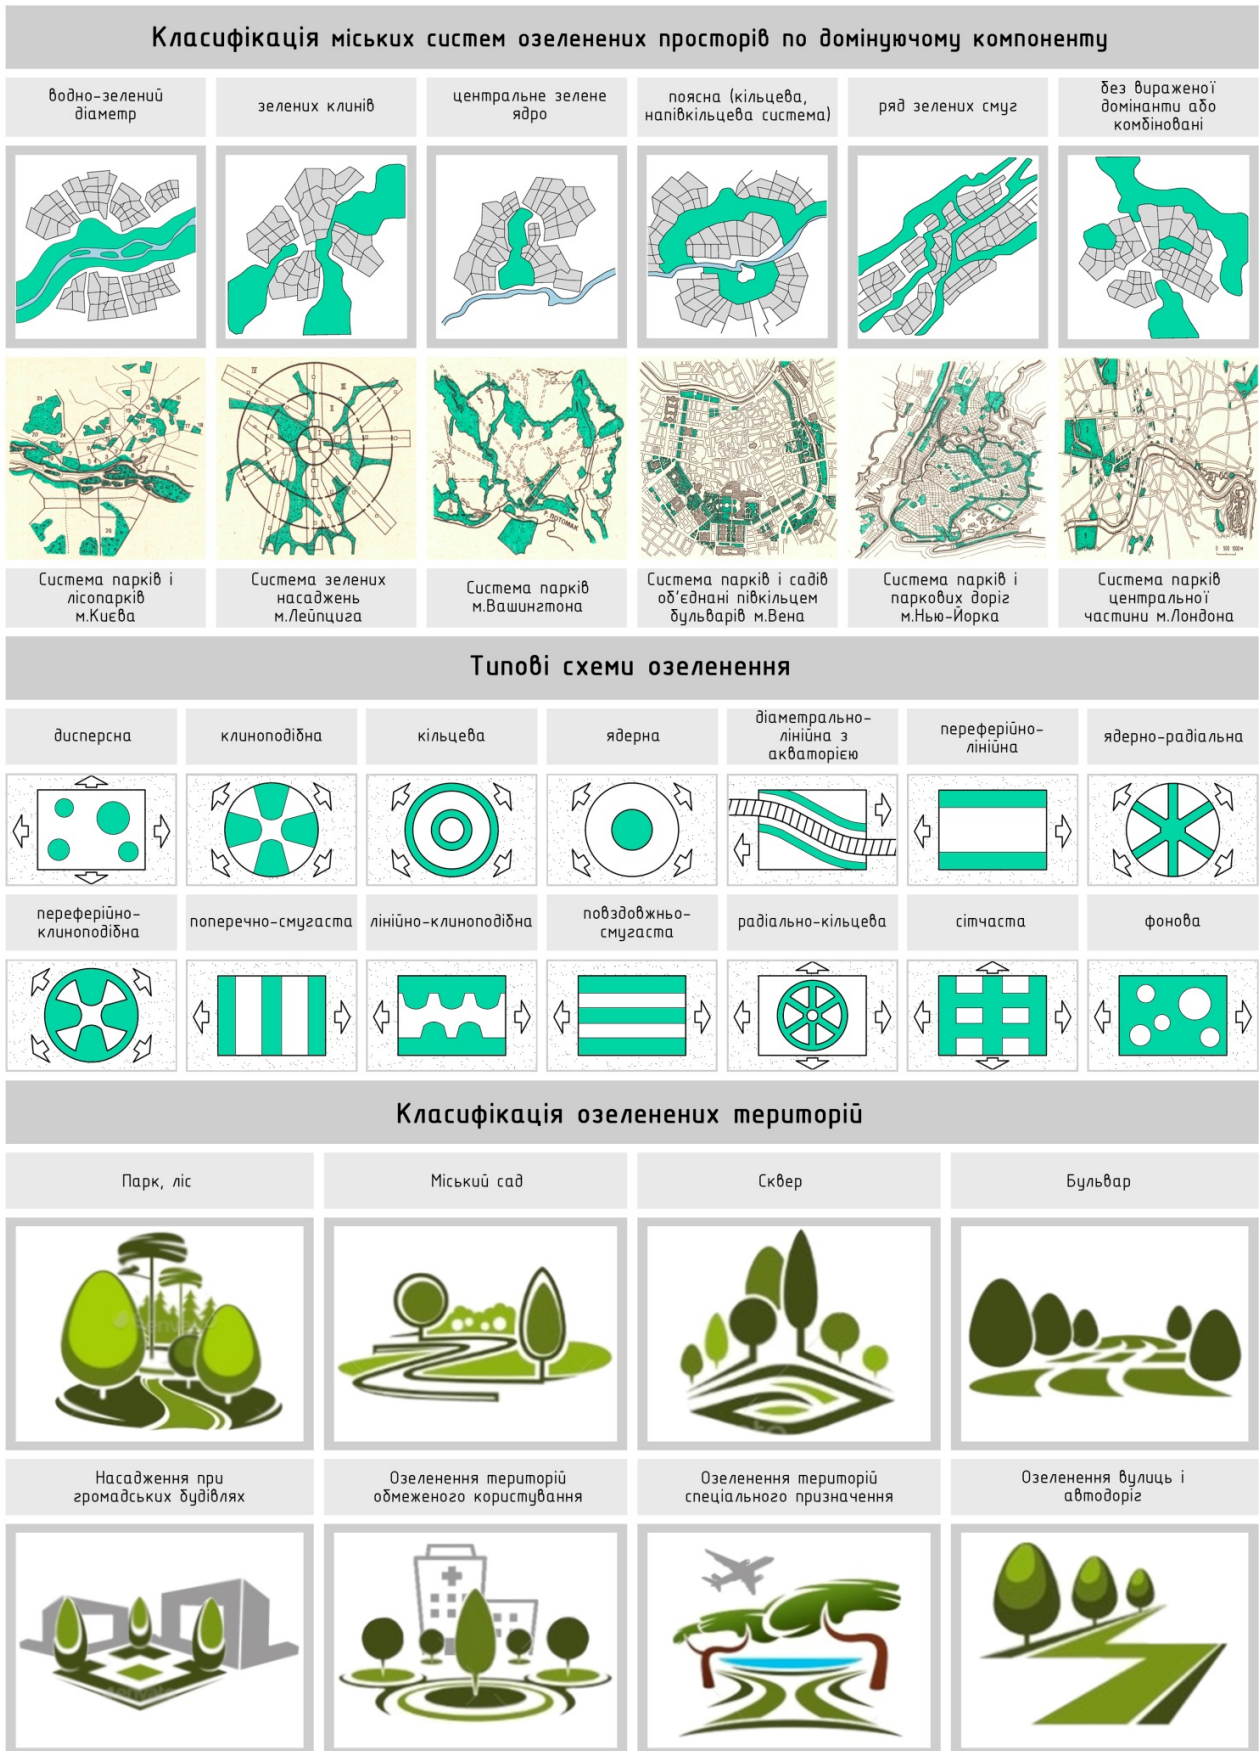 Класифікація міських систем озеленених просторів по домінуючому компоненту
водно-зелений
діаметр
зелених клинів
центральне зелене
ядро
поясна (кільцева,
напівкільцева система)
ряд зелених смуг
без вираженої
домінанти або
комбіновані
р. ПОТОМАК
Система парків і
лісопарків
м.Києва
Система зелених
насаджень
м.Лейпцига
Система парків
м.Вашингтона
Система парків і садів
об'єднані півкільцем
бульварів м.Вена
Система парків і
паркових доріг
м.Нью-Йорка
Система парків
центральної
частини м.Лондона
Типові схеми озеленення
дисперсна
клиноподібна
кільцева
ядерна
діаметрально-
лінійна з
акваторією
переферійно-
лінійна
ядерно-радіальна
переферійно-
клиноподібна
поперечно-смугаста
лінійно-клиноподібна
повздовжньо-
смугаста
радіально-кільцева
сітчаста
фонова
Класифікація озеленених територій
Парк, ліс
Міський сад
Сквер
Бульвар
Насадження при
громадських будівлях
Озеленення територій
обмеженого користування
Озеленення територій
спеціального призначення
Озеленення вулиць і
автодоріг